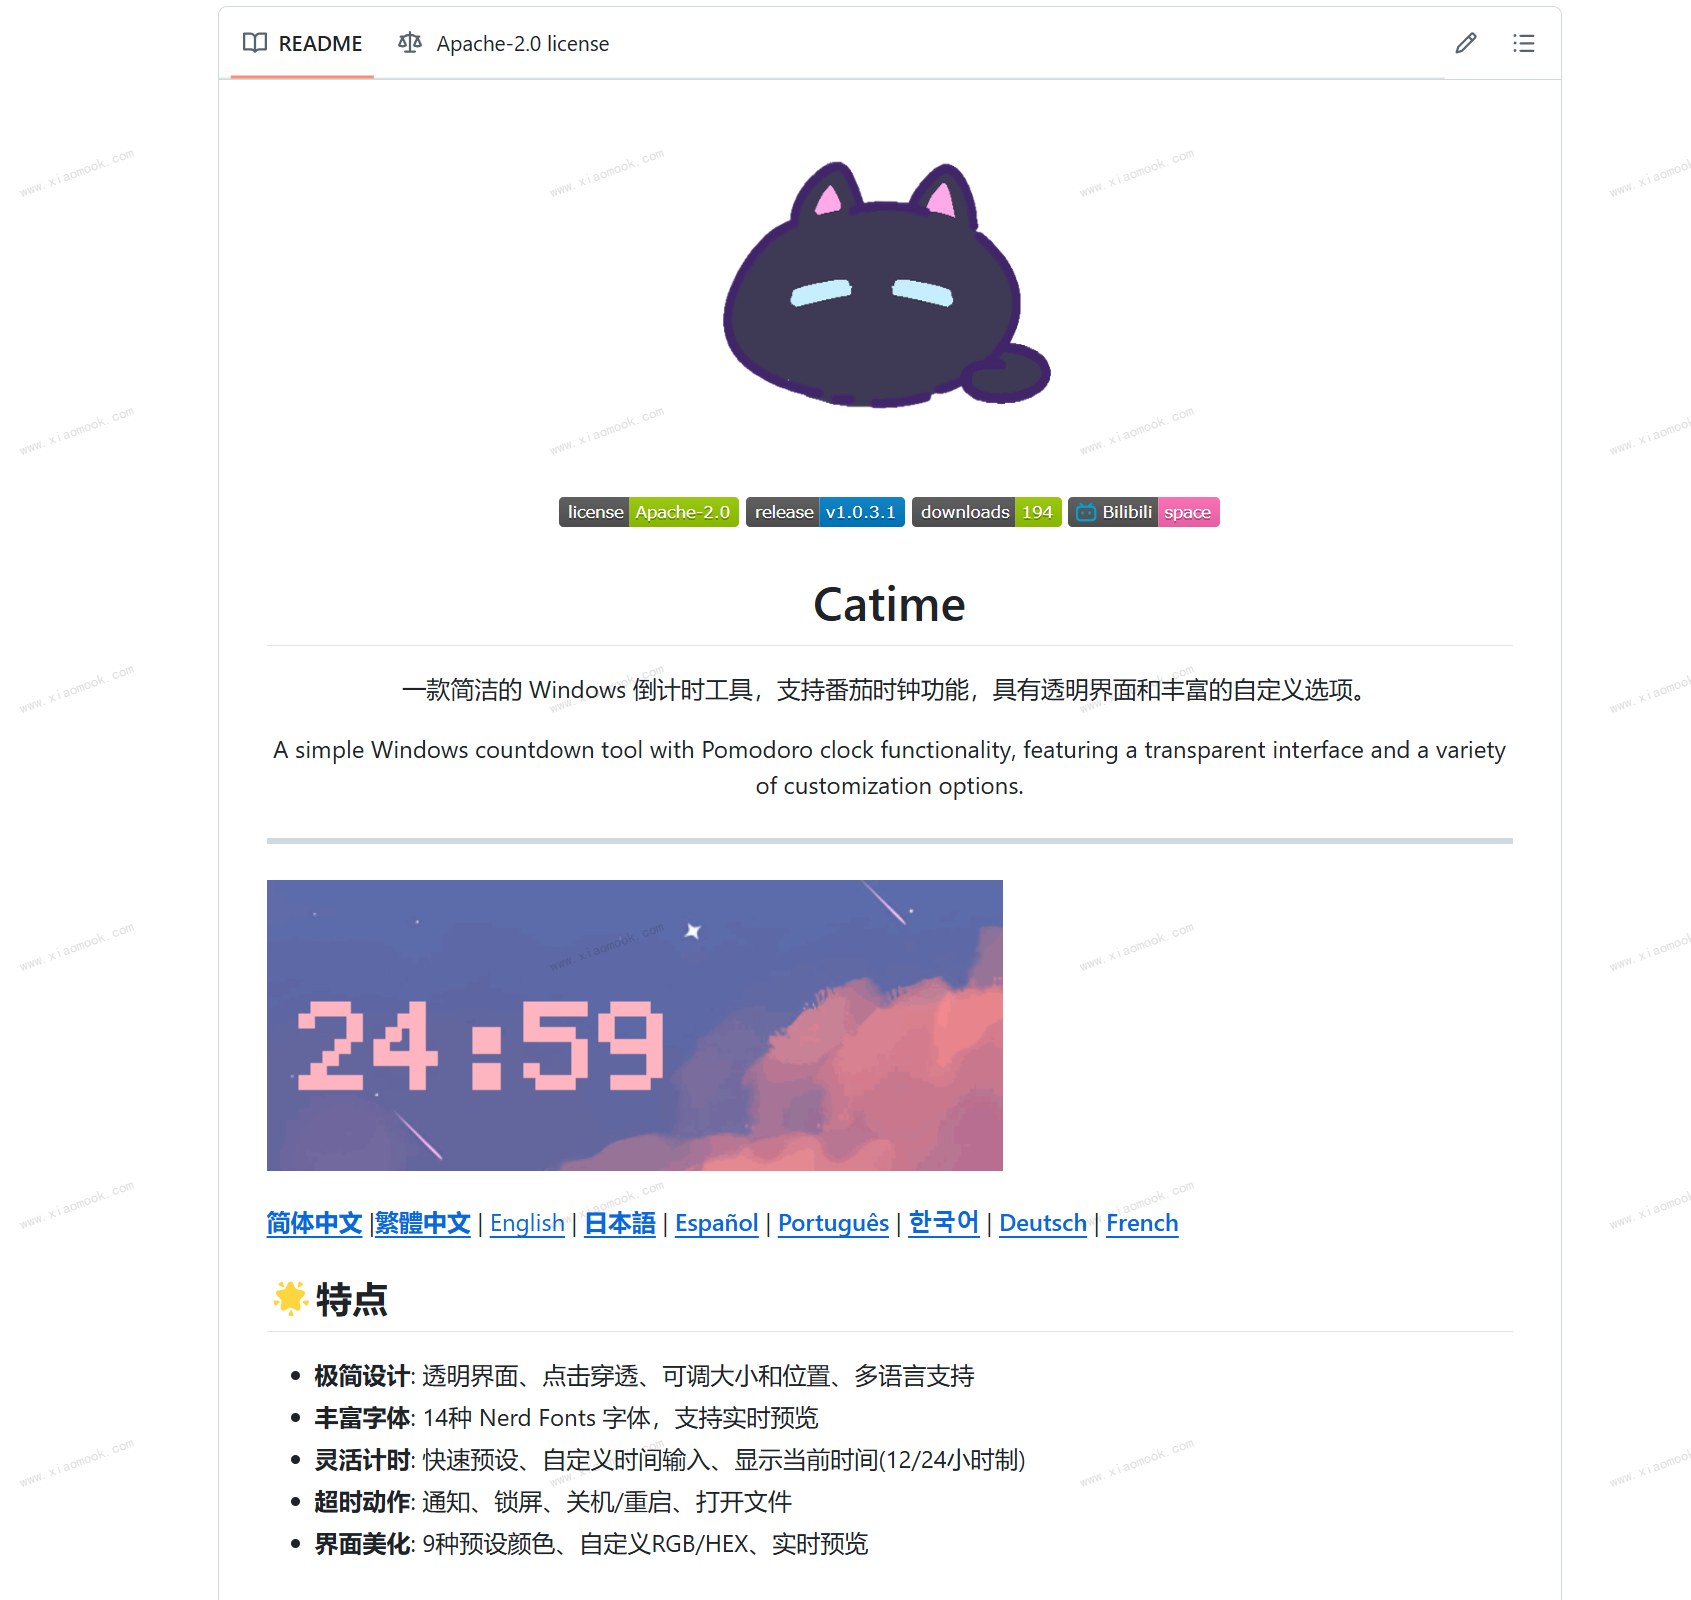 README Apache-2.0 license
license Apache-2.0 release v1.0.3.1 downloads 194 Bilibili space
Catime
一款简洁的 Windows 倒计时工具，支持番茄时钟功能，具有透明界面和丰富的自定义选项。
A simple Windows countdown tool with Pomodoro clock functionality, featuring a transparent interface and a variety
of customization options.
24:59
简体中文 |繁體中文 | English | 日本語 | Español | Português | 한국어 | Deutsch | French
🌟特点
• 极简设计: 透明界面、点击穿透、可调大小和位置、多语言支持
• 丰富字体: 14种 Nerd Fonts 字体，支持实时预览
• 灵活计时: 快速预设、自定义时间输入、显示当前时间(12/24小时制)
• 超时动作: 通知、锁屏、关机/重启、打开文件
• 界面美化: 9种预设颜色、自定义RGB/HEX、实时预览
www.xiaomook.com